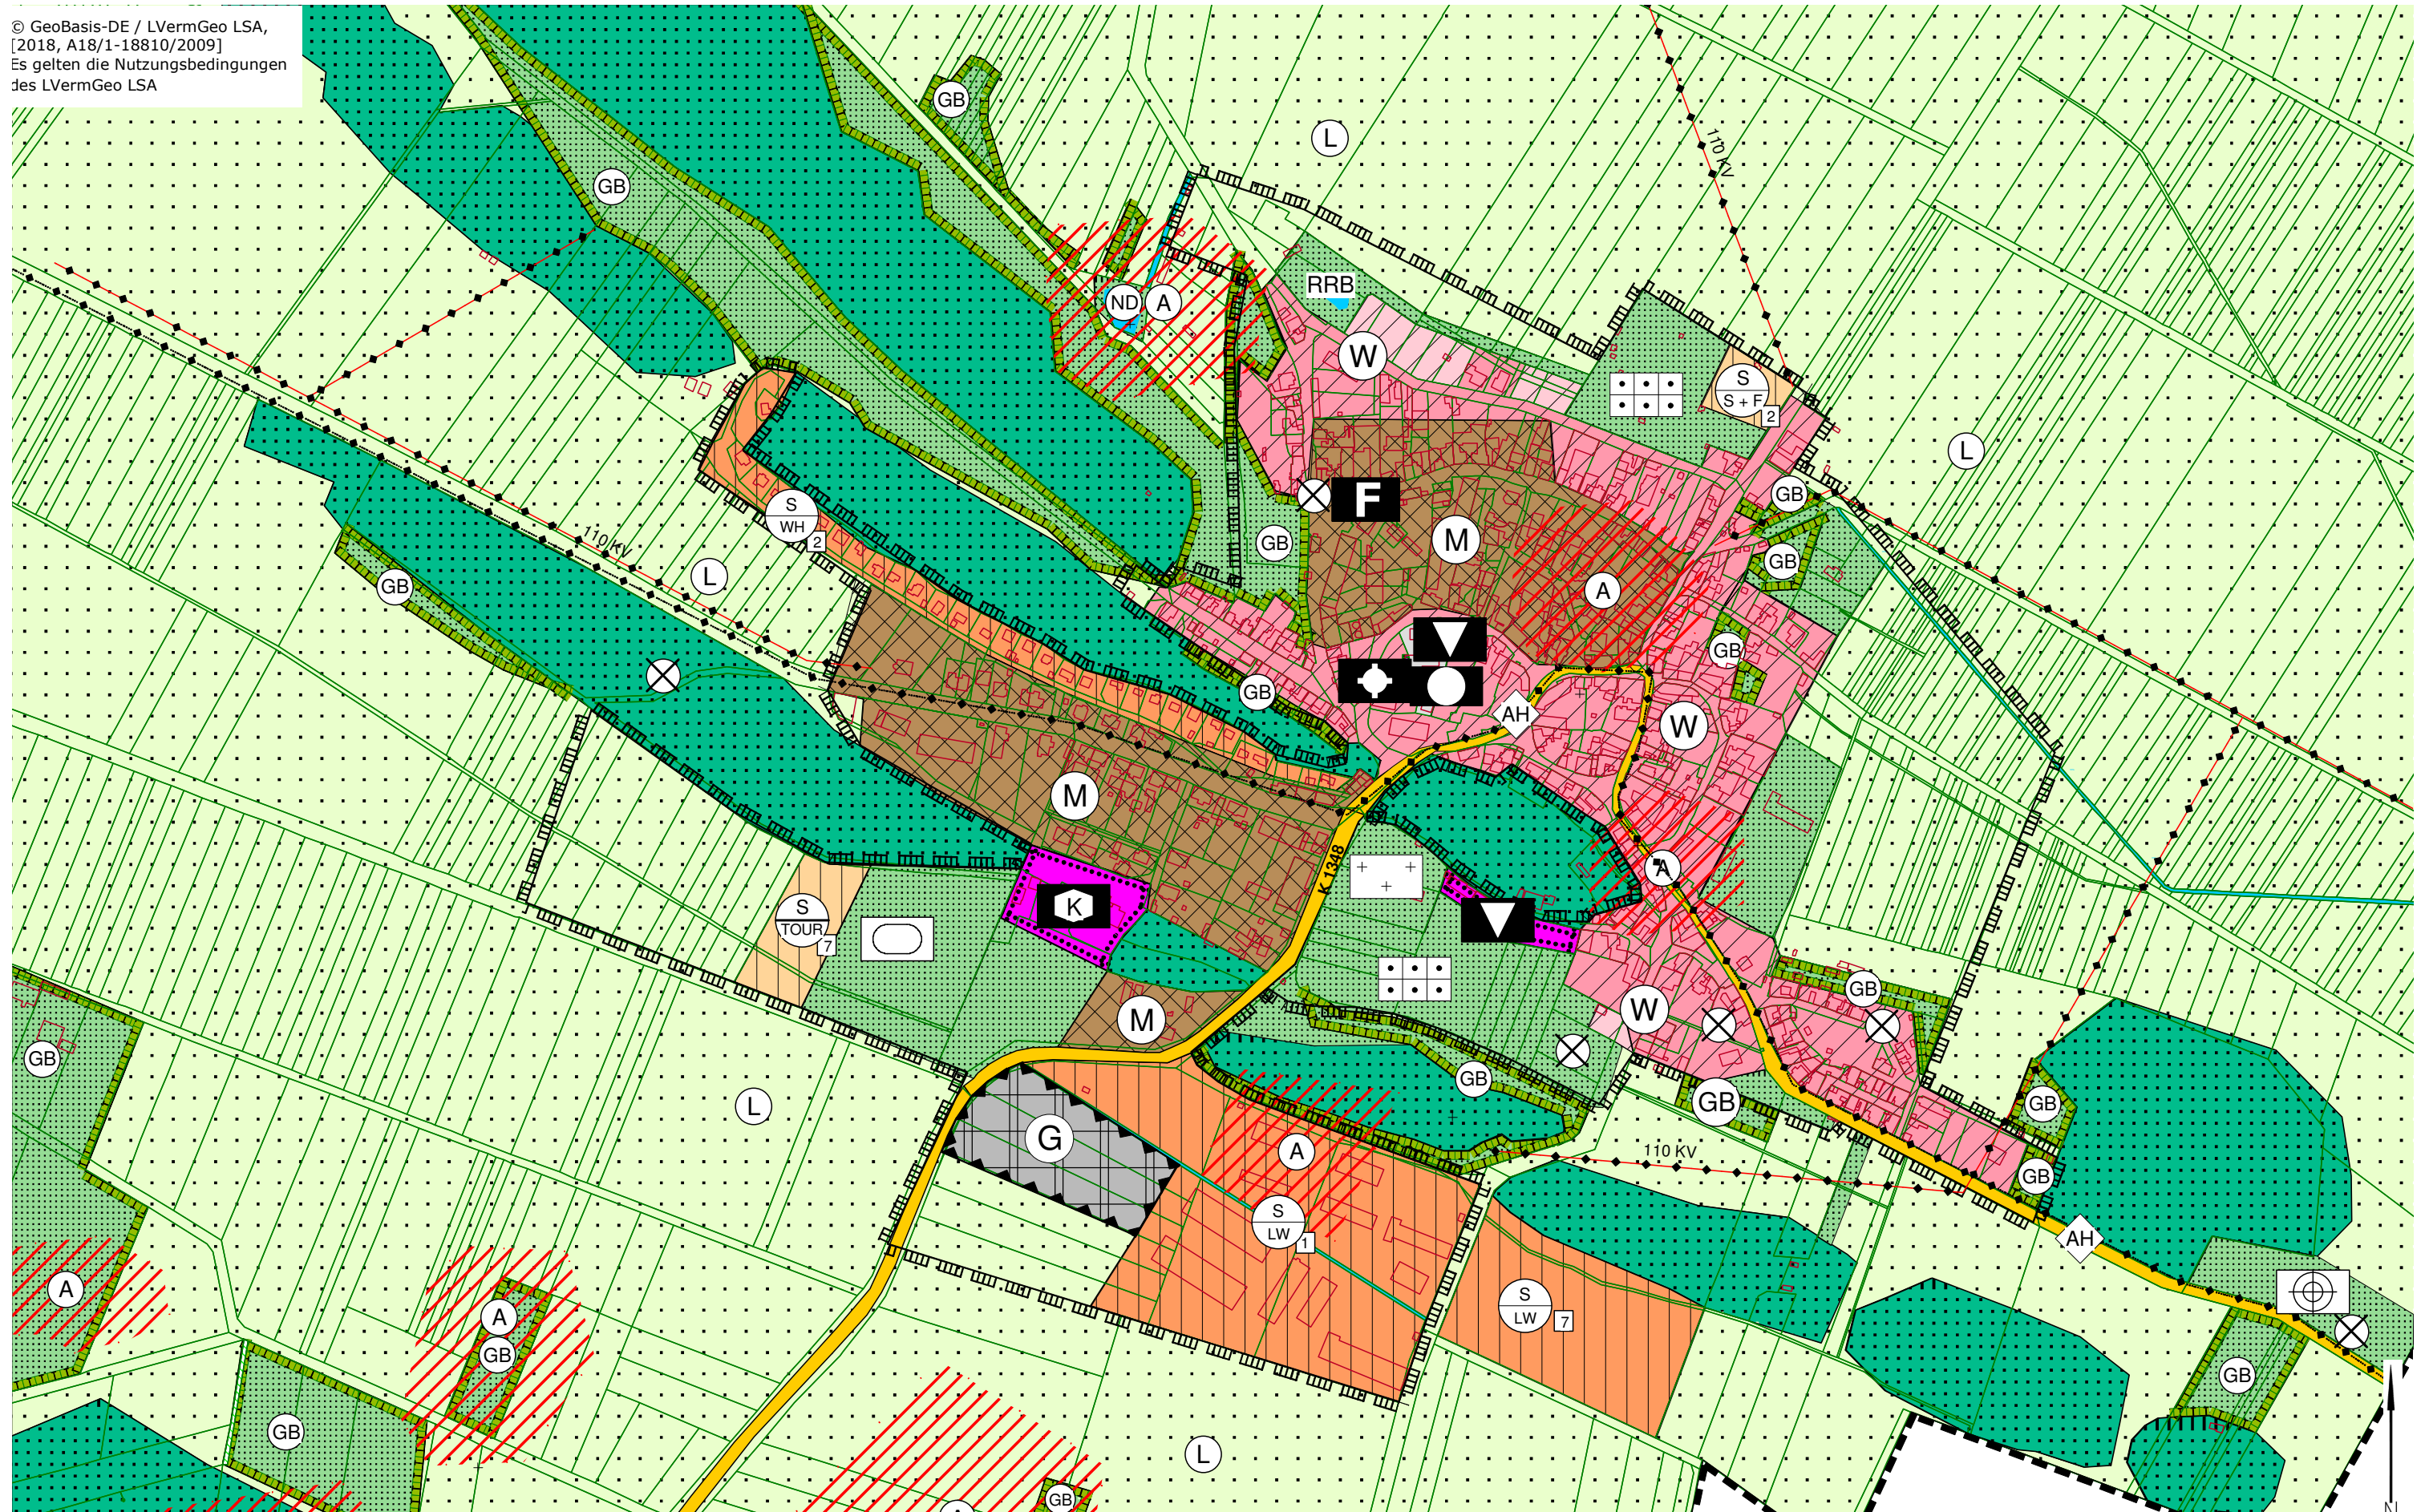 © GeoBasis-DE / LVermGeo LSA,
[2018, A18/1-18810/2009]
Es gelten die Nutzungsbedingungen
des LVermGeo LSA
GB
L
110 KV
GB
ND
A
RRB
W
S
S + F
2
L
GB
F
S
WH
2
M
GB
GB
110 KV
L
GB
A
GB
GB
AH
W
M
A
K 1348
K
S
TOUR
7
GB
W
M
GB
GB
GB
GB
L
G
A
110 KV
GB
S
LW
1
AH
A
S
LW
7
A
GB
GB
GB
L
GB
N